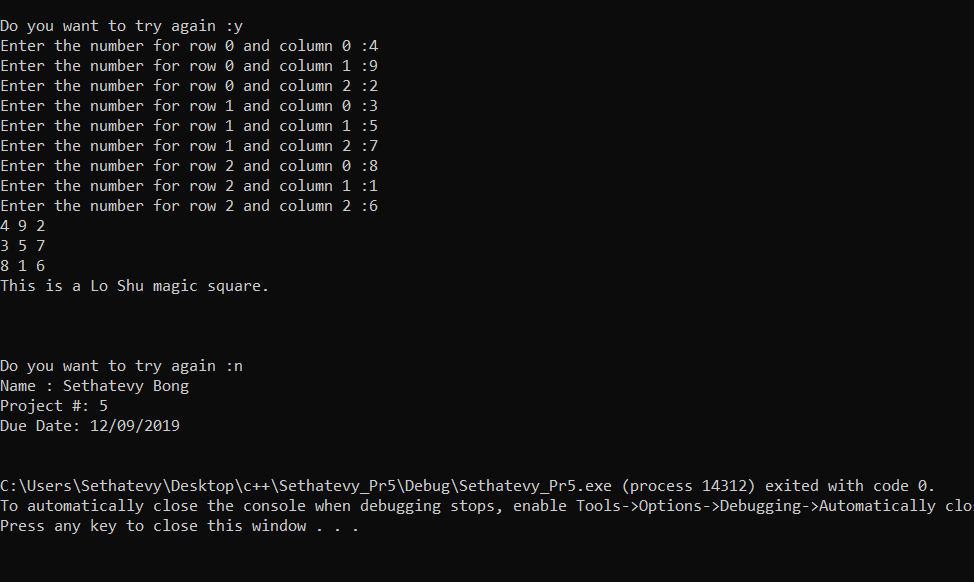 Do you want to try again :y
Enter the number for row 0 and column 0 :4
Enter the number for row 0 and column 1 :9
Enter the number for row 0 and column 2 :2
Enter the number for row 1 and column 0 :3
Enter the number for row 1 and column 1 :5
Enter the number for row 1 and column 2 :7
Enter the number for row 2 and column 0 :8
Enter the number for row 2 and column 1 :1
Enter the number for row 2 and column 2 :6
4 9 2
3 5 7
8 1 6
This is a Lo Shu magic square.
Do you want to try again :n
Name : Sethatevy Bong
Project #: 5
Due Date: 12/09/2019
C:\Users\Sethatevy\Desktop\c++\Sethatevy_Pr5\Debug\Sethatevy_Pr5.exe (process 14312) exited with code 0.
To automatically close the console when debugging stops, enable Tools->Options->Debugging->Automatically clo
Press any key to close this window . . .